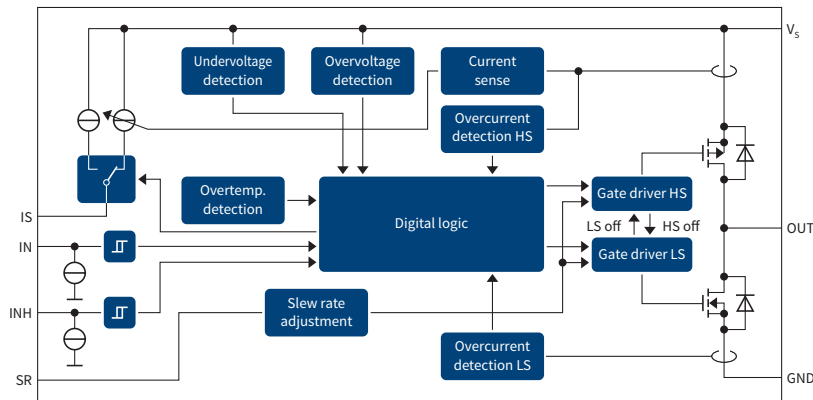 V_S
Undervoltage
detection
Overvoltage
detection
Current
sense
Overcurrent
detection HS
Overtemp.
detection
Digital logic
Gate driver HS
LS off
HS off
Gate driver LS
IS
IN
INH
SR
OUT
GND
Slew rate
adjustment
Overcurrent
detection LS